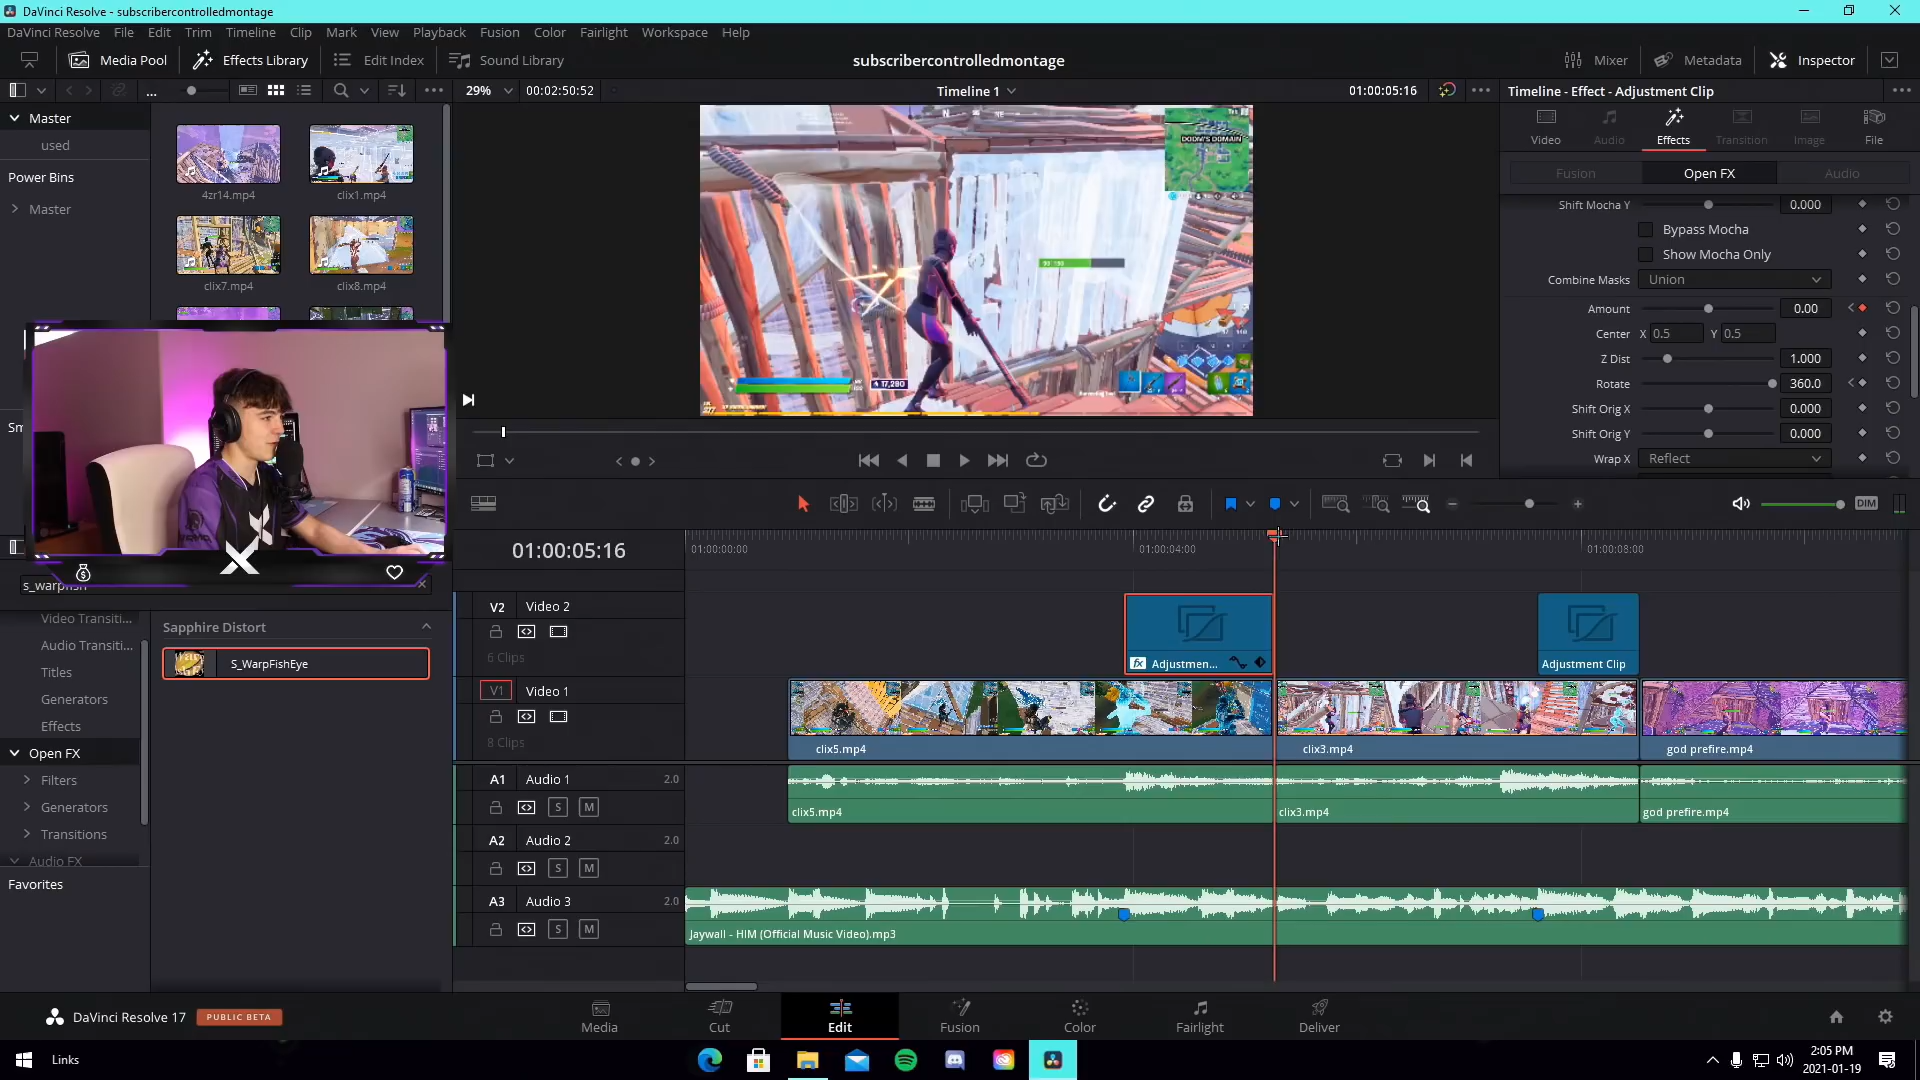 DaVinci Resolve - subscribercontrolledmontage
DaVinci Resolve File Edit Trim Timeline Clip Mark View Playback Fusion Color Fairlight Workspace Help
Media Pool Effects Library Edit Index Sound Library subscribercontrolledmontage Mixer Metadata Inspector
29% 00:02:50:52 Timeline 1 01:00:05:16 Timeline - Effect - Adjustment Clip
Master
used
Power Bins
Master
4zr14.mp4 clix1.mp4
clix7.mp4 clix8.mp4
DOOM'S DOMAIN
17,290
Video Audio Effects Transition Image File
Fusion Open FX Audio
Shift Mocha Y 0.000
Bypass Mocha
Show Mocha Only
Combine Masks Union
Amount 0.00
Center X 0.5 Y 0.5
Z Dist 1.000
Rotate 360.0
Shift Orig X 0.000
Shift Orig Y 0.000
Wrap X Reflect
DIM
Sm
s_warpfish
Video Transiti...
Audio Transiti...
Titles
Generators
Effects
Open FX
Filters
Generators
Transitions
Audio FX
Favorites
Sapphire Distort
S_WarpFishEye
01:00:05:16
01:00:00:00 01:00:04:00 01:00:08:00
V2 Video 2
6 Clips
fx Adjustmen... Adjustment Clip
V1 Video 1
8 Clips
clix5.mp4 clix3.mp4 god prefire.mp4
A1 Audio 1 2.0
S M
clix5.mp4 clix3.mp4 god prefire.mp4
A2 Audio 2 2.0
S M
A3 Audio 3 2.0
S M
Jaywall - HIM (Official Music Video).mp3
DaVinci Resolve 17 PUBLIC BETA
Media Cut Edit Fusion Color Fairlight Deliver
Links
2:05 PM
2021-01-19